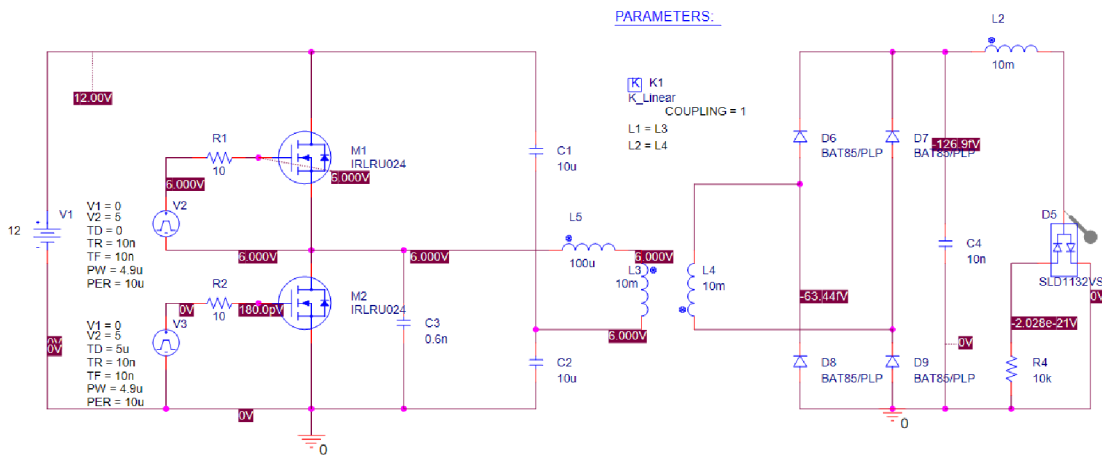 PARAMETERS:
K K1
K_Linear
COUPLING = 1
L1 = L3
L2 = L4
L2
10m
12.00V
R1
10
M1
IRLRU024
6.000V
6.000V
V2
V1 = 0
V2 = 5
TD = 0
TR = 10n
TF = 10n
PW = 4.9u
PER = 10u
V1
12
C1
10u
D6
BAT85/PLP
D7
BAT85/PLP
-126.9fV
L5
100u
6.000V
6.000V
6.000V
L3
10m
L4
10m
D5
SLD1132VS
C4
10n
R2
10
0V
180.0pV
M2
IRLRU024
V3
V1 = 0
V2 = 5
TD = 5u
TR = 10n
TF = 10n
PW = 4.9u
PER = 10u
0V
C3
0.6n
6.000V
C2
10u
-63.44fV
0V
-2.028e-21V
0V
D8
BAT85/PLP
D9
BAT85/PLP
R4
10k
0V
0
0